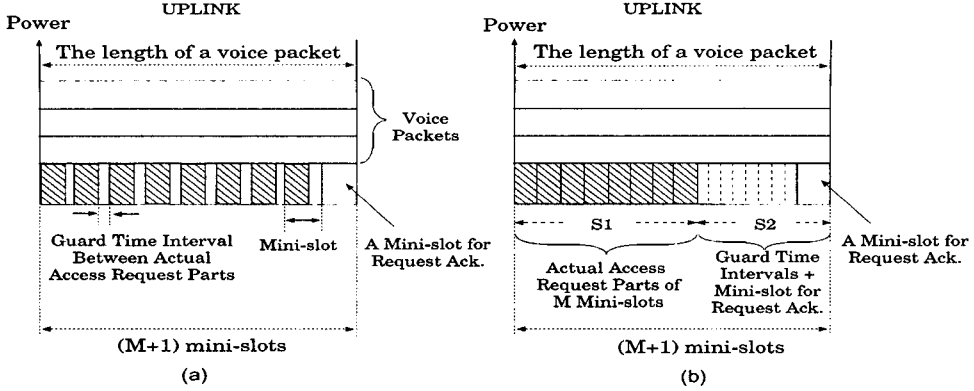 UPLINK
Power
The length of a voice packet
Voice
Packets
Guard Time Interval
Between Actual
Access Request Parts
Mini-slot
A Mini-slot for
Request Ack.
(M+1) mini-slots
(a)
UPLINK
Power
The length of a voice packet
S1
S2
Actual Access
Request Parts of
M Mini-slots
Guard Time
Intervals +
Mini-slot for
Request Ack.
A Mini-slot for
Request Ack.
(M+1) mini-slots
(b)